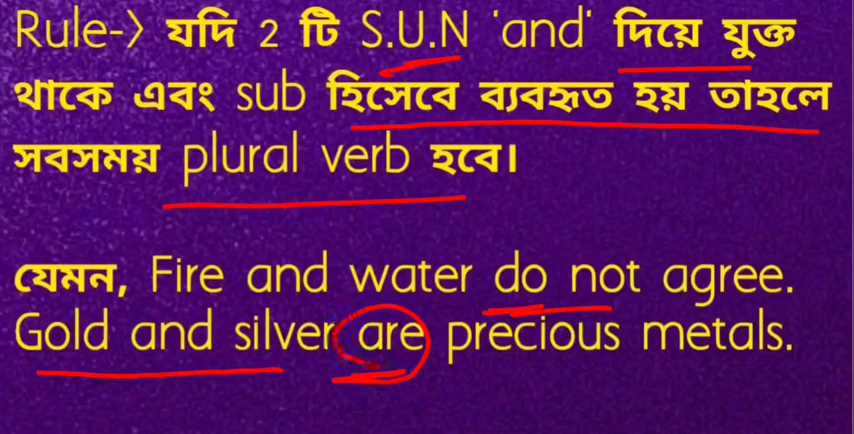 Rule-> যদি 2 টি S.U.N 'and' দিয়ে যুক্ত
থাকে এবং sub হিসেবে ব্যবহৃত হয় তাহলে
সবসময় plural verb হবে।
যেমন, Fire and water do not agree.
Gold and silver are precious metals.